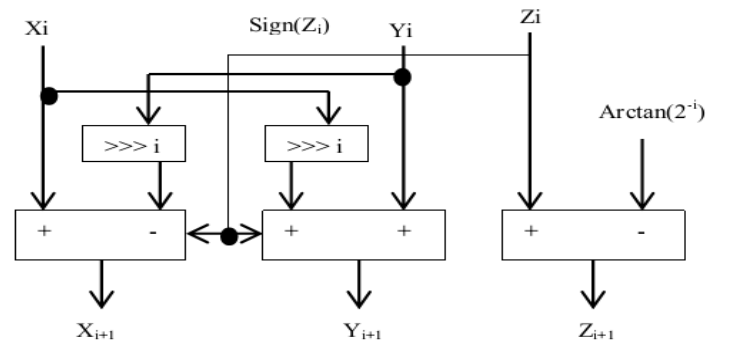 Xi Sign(Zᵢ) Yi Zi
Arctan(2⁻ⁱ)
>>> i >>> i
+ - + + + -
Xᵢ₊₁ Yᵢ₊₁ Zᵢ₊₁